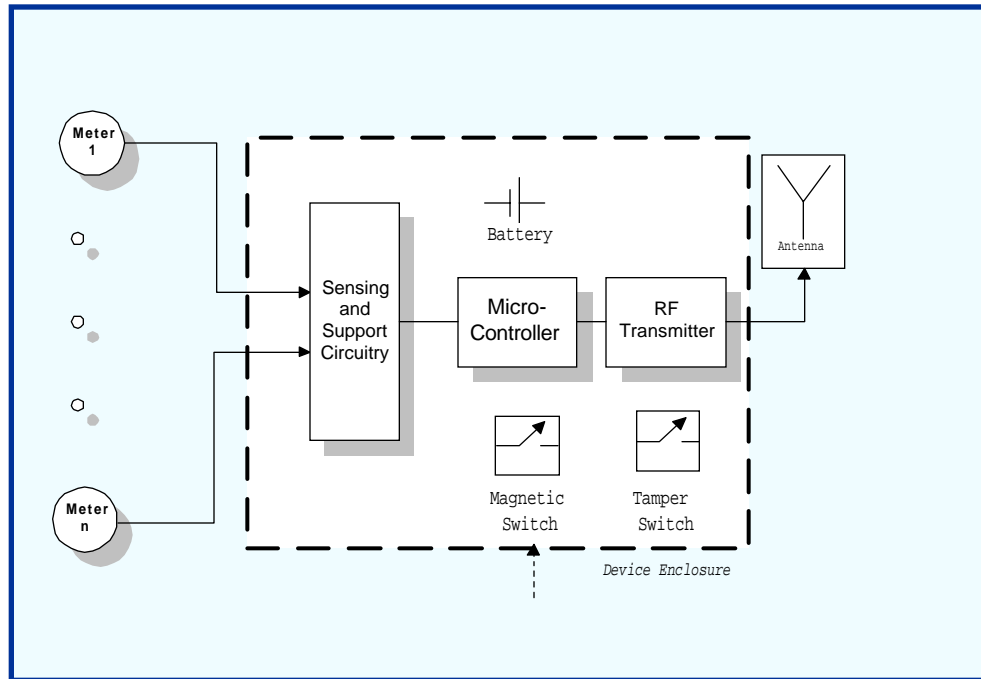 Meter
1
Battery
Antenna
Sensing
and
Support
Circuitry
Micro-
Controller
RF
Transmitter
Meter
n
Magnetic
Switch
Tamper
Switch
Device Enclosure